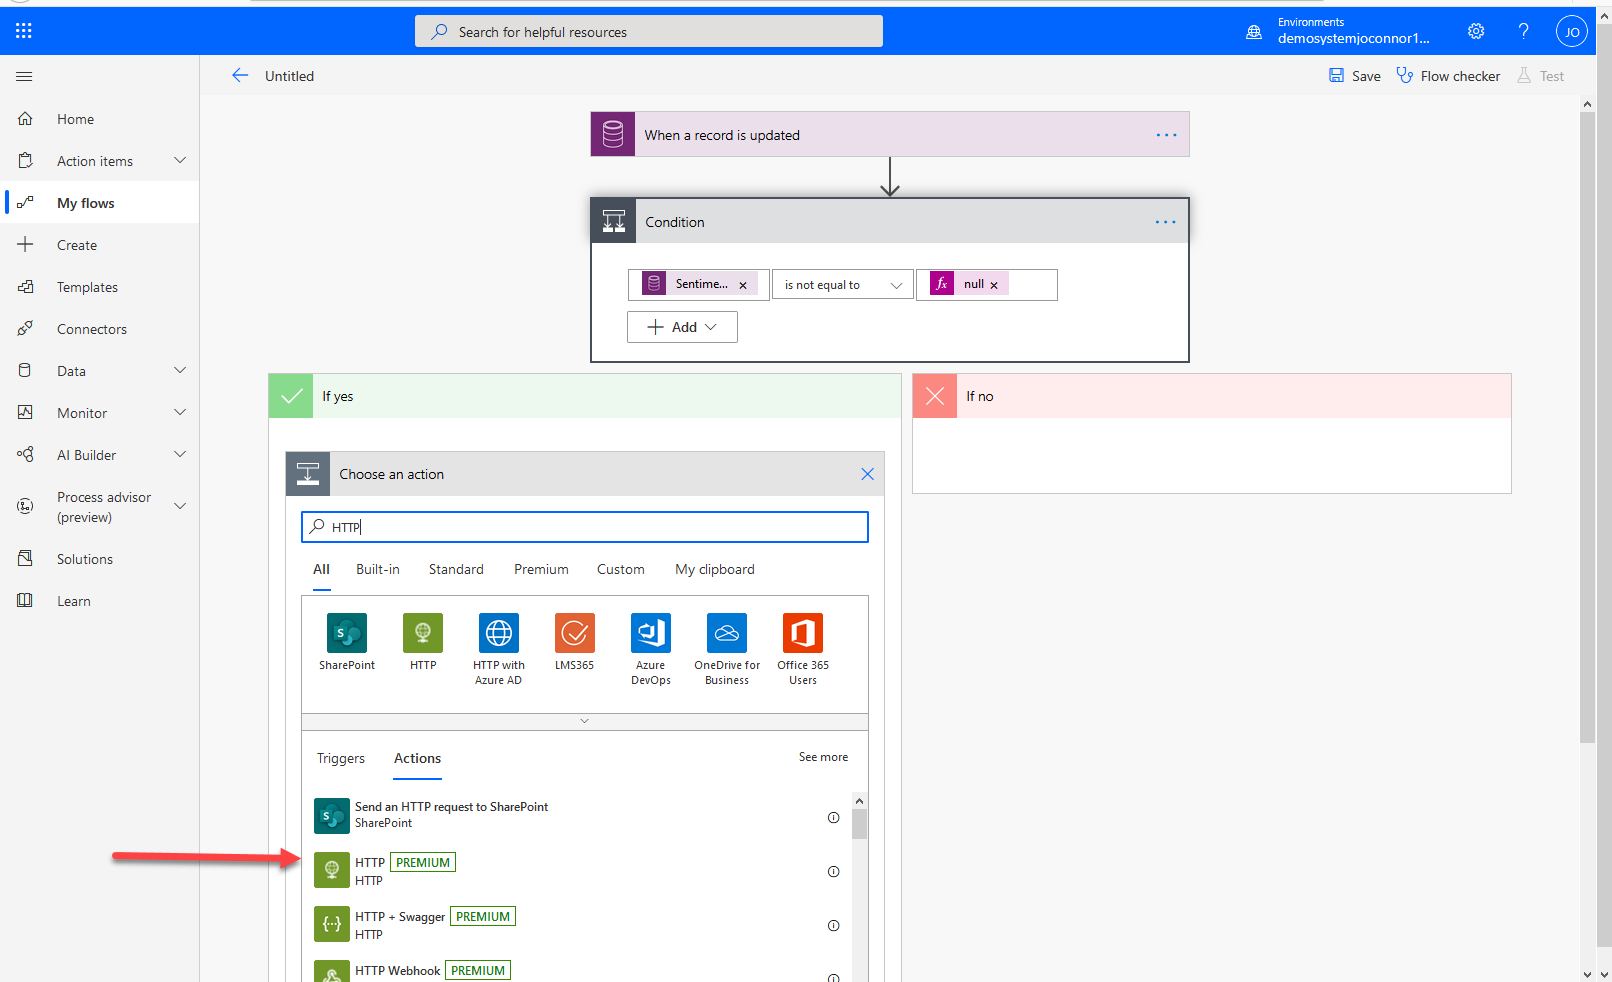 Search for helpful resources
Environments
demosystemjoconnor1...
JO
Untitled
Save
Flow checker
Test
Home
Action items
My flows
Create
Templates
Connectors
Data
Monitor
AI Builder
Process advisor
(preview)
Solutions
Learn
When a record is updated
Condition
Sentime...
is not equal to
fx null
Add
If yes
If no
Choose an action
HTTP
All
Built-in
Standard
Premium
Custom
My clipboard
SharePoint
HTTP
HTTP with
Azure AD
LMS365
Azure
DevOps
OneDrive for
Business
Office 365
Users
Triggers
Actions
See more
Send an HTTP request to SharePoint
SharePoint
HTTP PREMIUM
HTTP
HTTP + Swagger PREMIUM
HTTP
HTTP Webhook PREMIUM